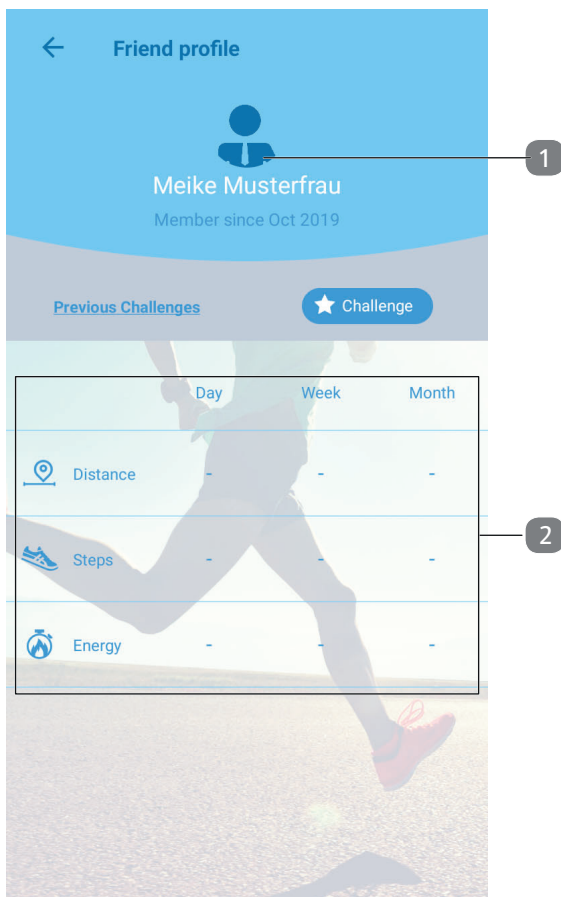 Friend profile
1
Meike Musterfrau
Member since Oct 2019
Previous Challenges
Challenge
Day Week Month
Distance - - -
2
Steps - - -
Energy - - -